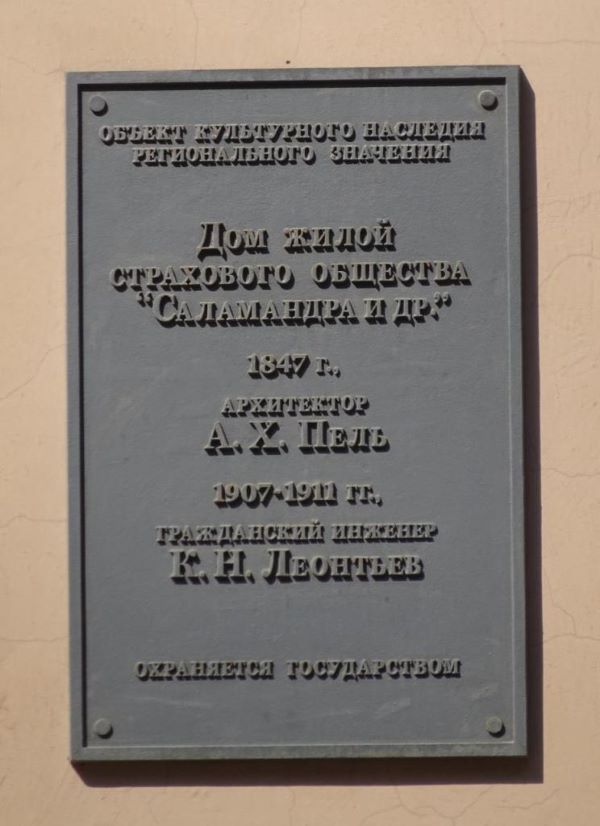 ОБЪЕКТ КУЛЬТУРНОГО НАСЛЕДИЯ
РЕГИОНАЛЬНОГО ЗНАЧЕНИЯ
ДОМ ЖИЛОЙ
СТРАХОВОГО ОБЩЕСТВА
"САЛАМАНДРА И ДР."
1847 Г.,
АРХИТЕКТОР
А. Х. ПЕЛЬ
1907-1911 ГГ.,
ГРАЖДАНСКИЙ ИНЖЕНЕР
К. Н. ЛЕОНТЬЕВ
ОХРАНЯЕТСЯ ГОСУДАРСТВОМ